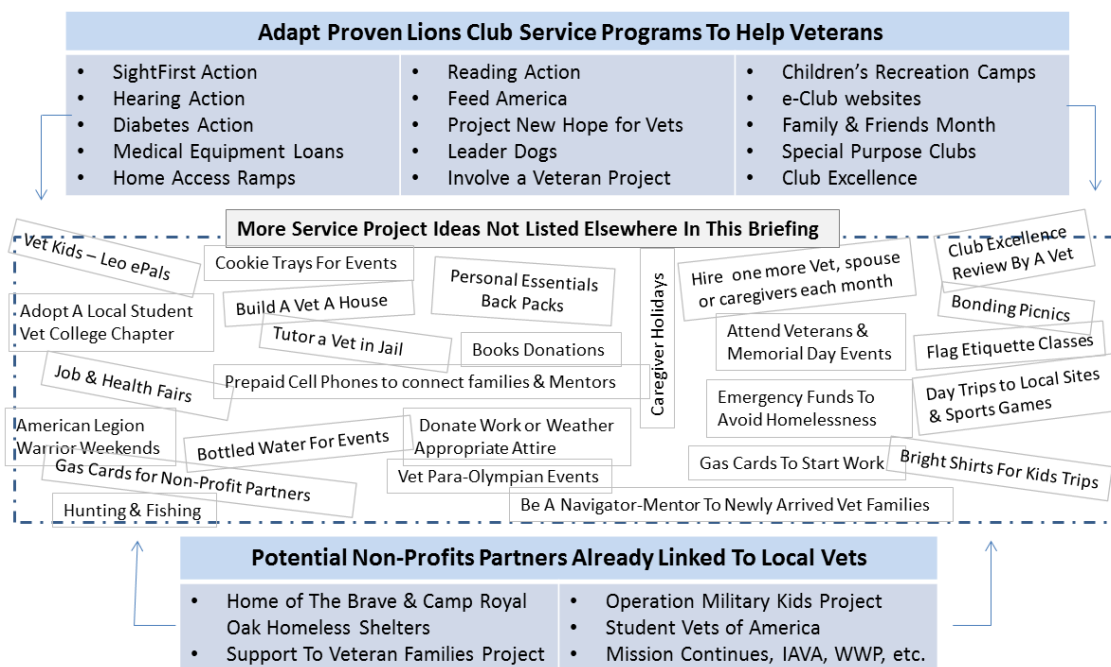 Adapt Proven Lions Club Service Programs To Help Veterans
• SightFirst Action
• Hearing Action
• Diabetes Action
• Medical Equipment Loans
• Home Access Ramps
• Reading Action
• Feed America
• Project New Hope for Vets
• Leader Dogs
• Involve a Veteran Project
• Children's Recreation Camps
• e-Club websites
• Family & Friends Month
• Special Purpose Clubs
• Club Excellence
More Service Project Ideas Not Listed Elsewhere In This Briefing
Vet Kids – Leo ePals
Cookie Trays For Events
Personal Essentials
Back Packs
Caregiver Holidays
Hire one more Vet, spouse
or caregivers each month
Club Excellence
Review By A Vet
Adopt A Local Student
Vet College Chapter
Build A Vet A House
Tutor a Vet in Jail
Books Donations
Attend Veterans &
Memorial Day Events
Bonding Picnics
Flag Etiquette Classes
Job & Health Fairs
Prepaid Cell Phones to connect families & Mentors
Emergency Funds To
Avoid Homelessness
Day Trips to Local Sites
& Sports Games
American Legion
Warrior Weekends
Bottled Water For Events
Donate Work or Weather
Appropriate Attire
Gas Cards for Non-Profit Partners
Vet Para-Olympian Events
Gas Cards To Start Work
Bright Shirts For Kids Trips
Hunting & Fishing
Be A Navigator-Mentor To Newly Arrived Vet Families
Potential Non-Profits Partners Already Linked To Local Vets
• Home of The Brave & Camp Royal
Oak Homeless Shelters
• Support To Veteran Families Project
• Operation Military Kids Project
• Student Vets of America
• Mission Continues, IAVA, WWP, etc.